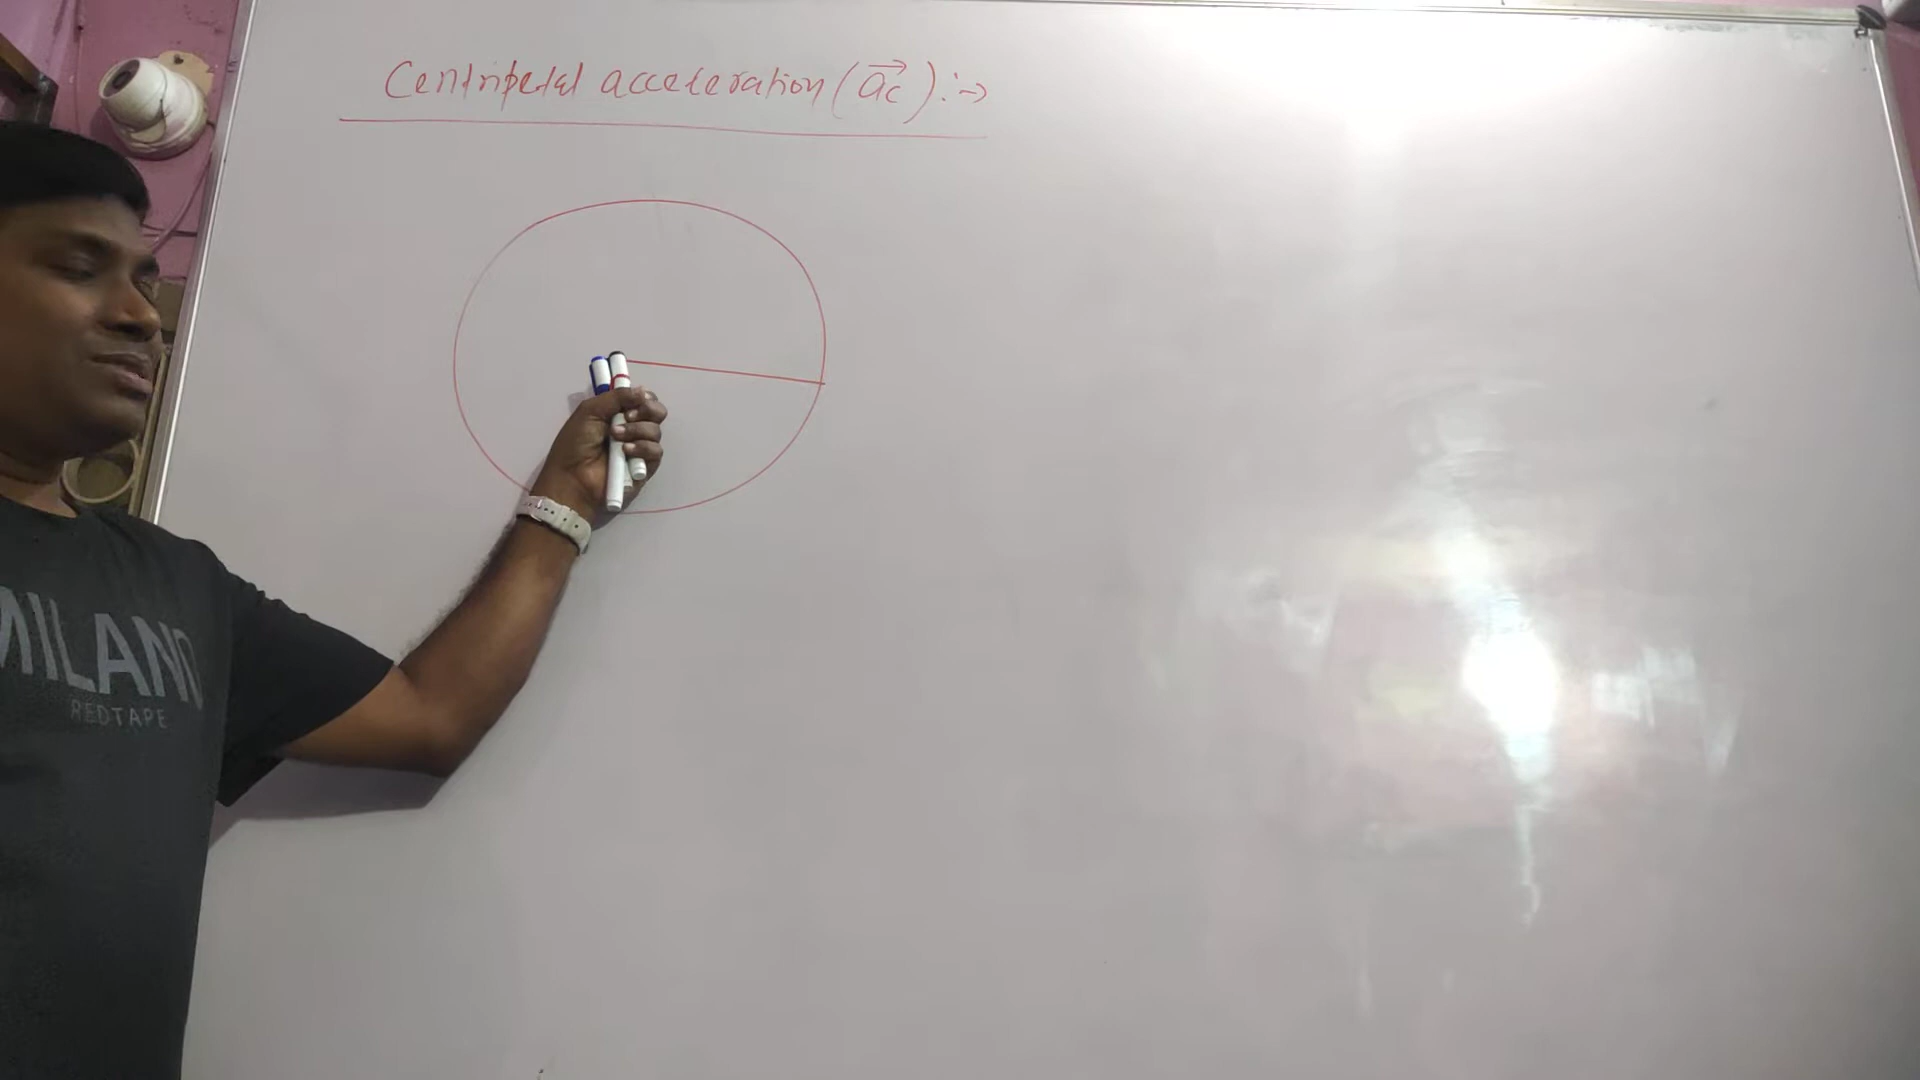 Centripetal acceleration (a⃗c) :→
MILANO
REDTAPE